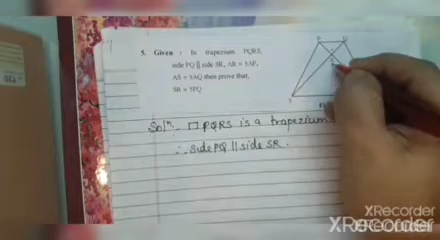 5. Given : In trapezium PQRS,
side PQ || side SR, AR = 5AP,
AS = 5AQ then prove that,
SR = 5PQ
P
S
Solⁿ - □ PQRS is a trapezium
∴ side PQ || side SR.
XRecorder
XRecorder